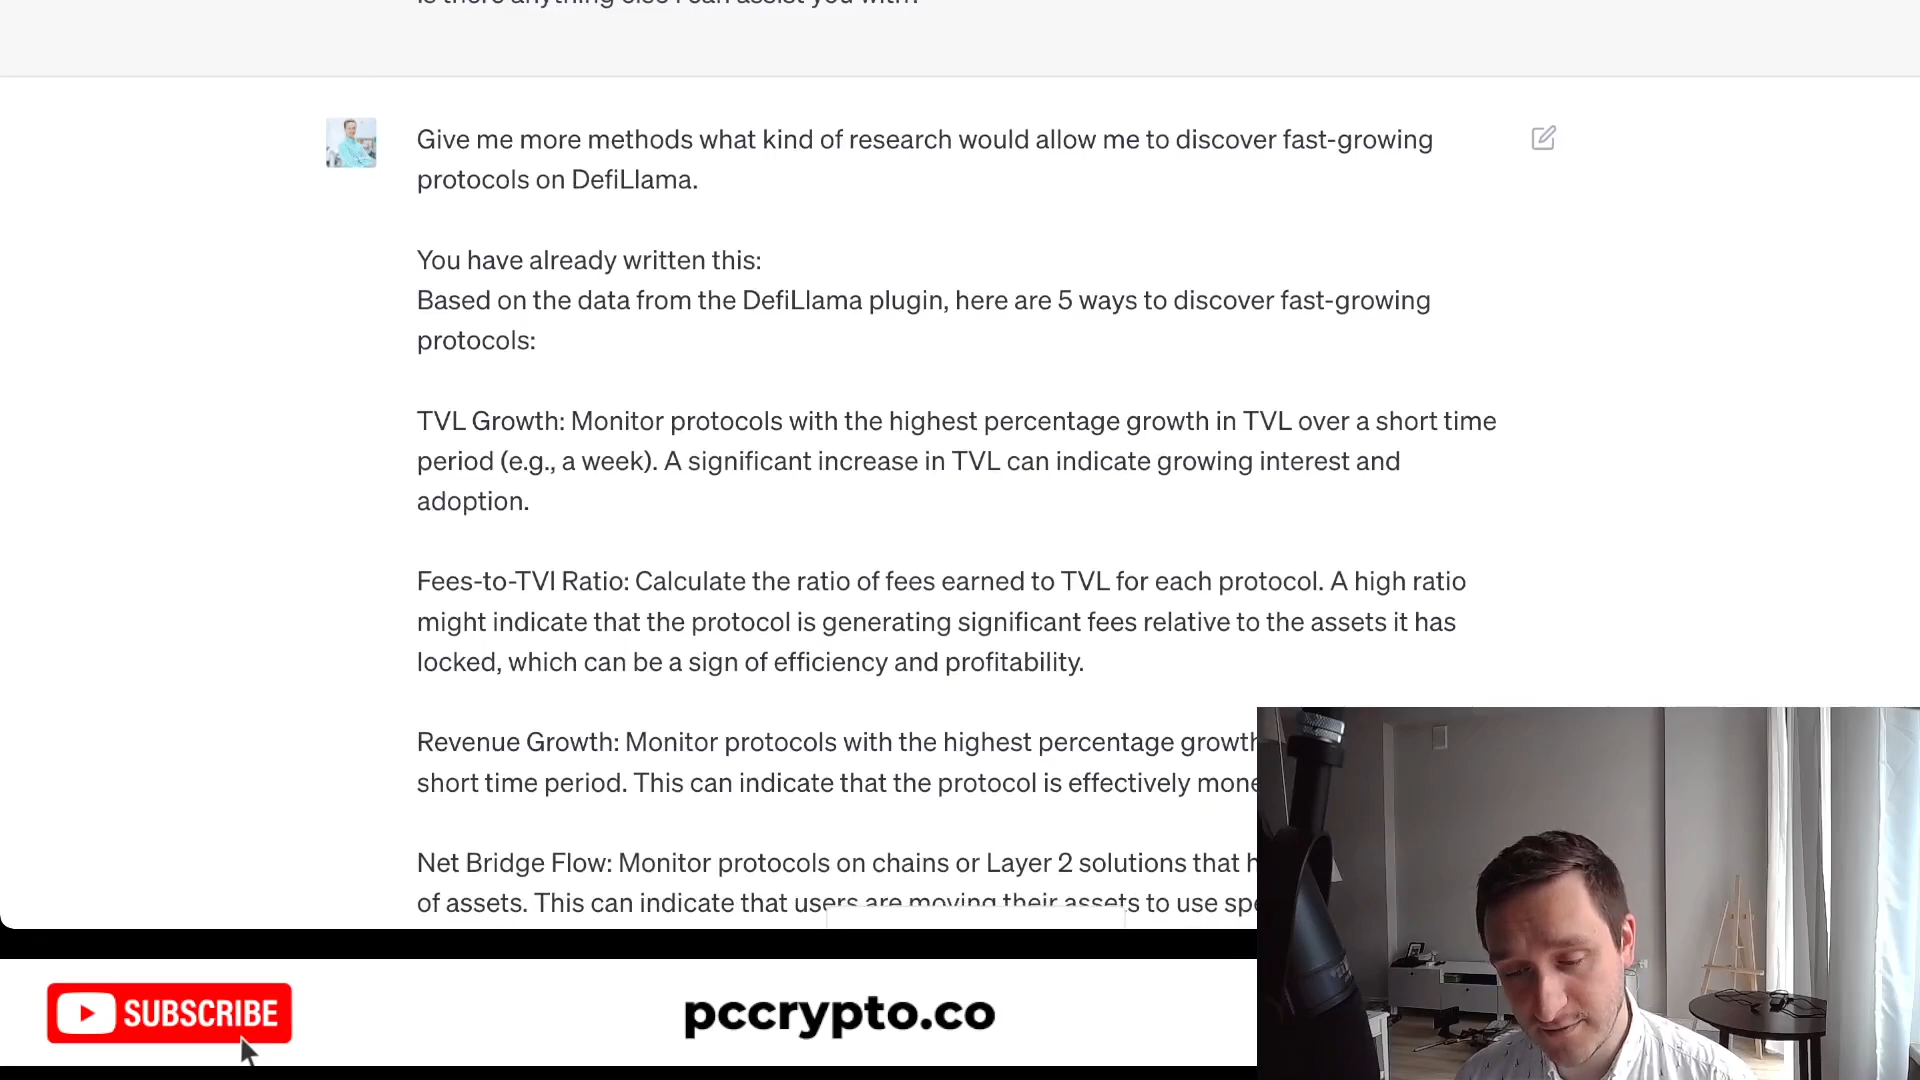 Is there anything else I can assist you with?
Give me more methods what kind of research would allow me to discover fast-growing
protocols on DefiLlama.
You have already written this:
Based on the data from the DefiLlama plugin, here are 5 ways to discover fast-growing
protocols:
TVL Growth: Monitor protocols with the highest percentage growth in TVL over a short time
period (e.g., a week). A significant increase in TVL can indicate growing interest and
adoption.
Fees-to-TVl Ratio: Calculate the ratio of fees earned to TVL for each protocol. A high ratio
might indicate that the protocol is generating significant fees relative to the assets it has
locked, which can be a sign of efficiency and profitability.
Revenue Growth: Monitor protocols with the highest percentage growth
short time period. This can indicate that the protocol is effectively
Net Bridge Flow: Monitor protocols on chains or Layer 2 solutions that
of assets. This can indicate that users are moving their assets to use
SUBSCRIBE
pccrypto.co